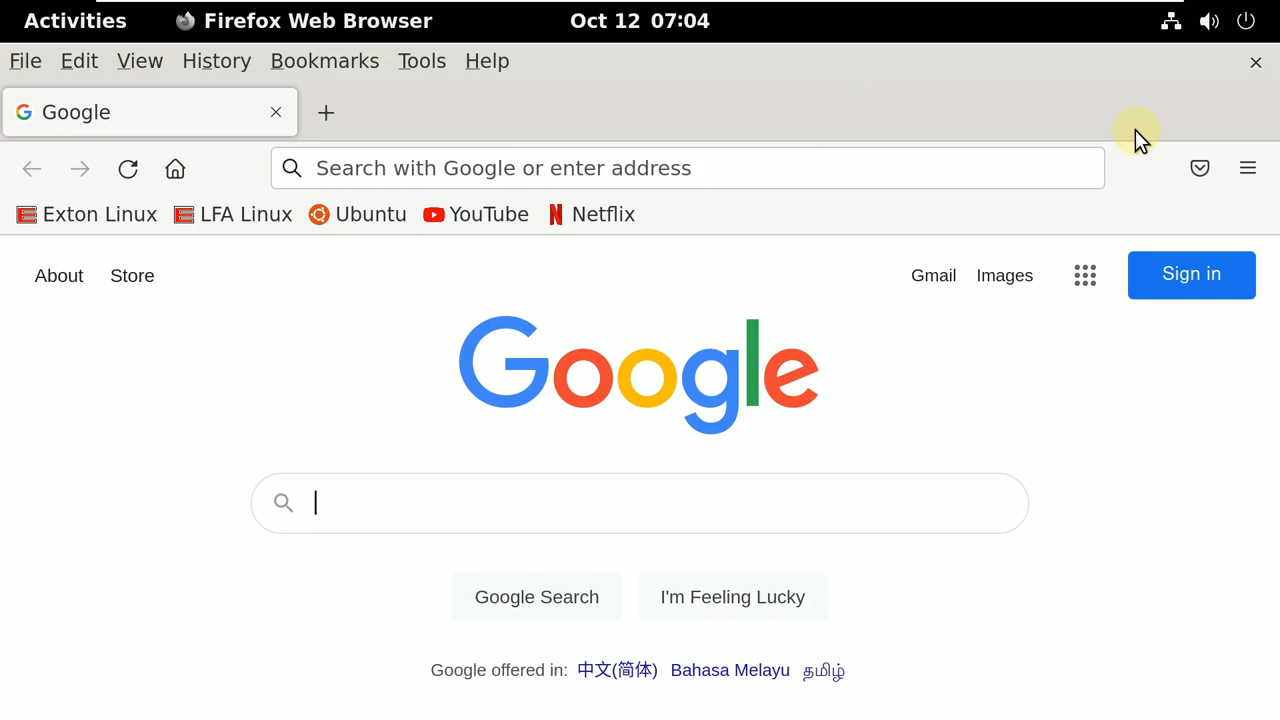 Activities Firefox Web Browser Oct 12 07:04
File Edit View History Bookmarks Tools Help
Google
Search with Google or enter address
Exton Linux LFA Linux Ubuntu YouTube Netflix
About Store Gmail Images Sign in
Google
Google Search I'm Feeling Lucky
Google offered in: 中文(简体) Bahasa Melayu தமிழ்